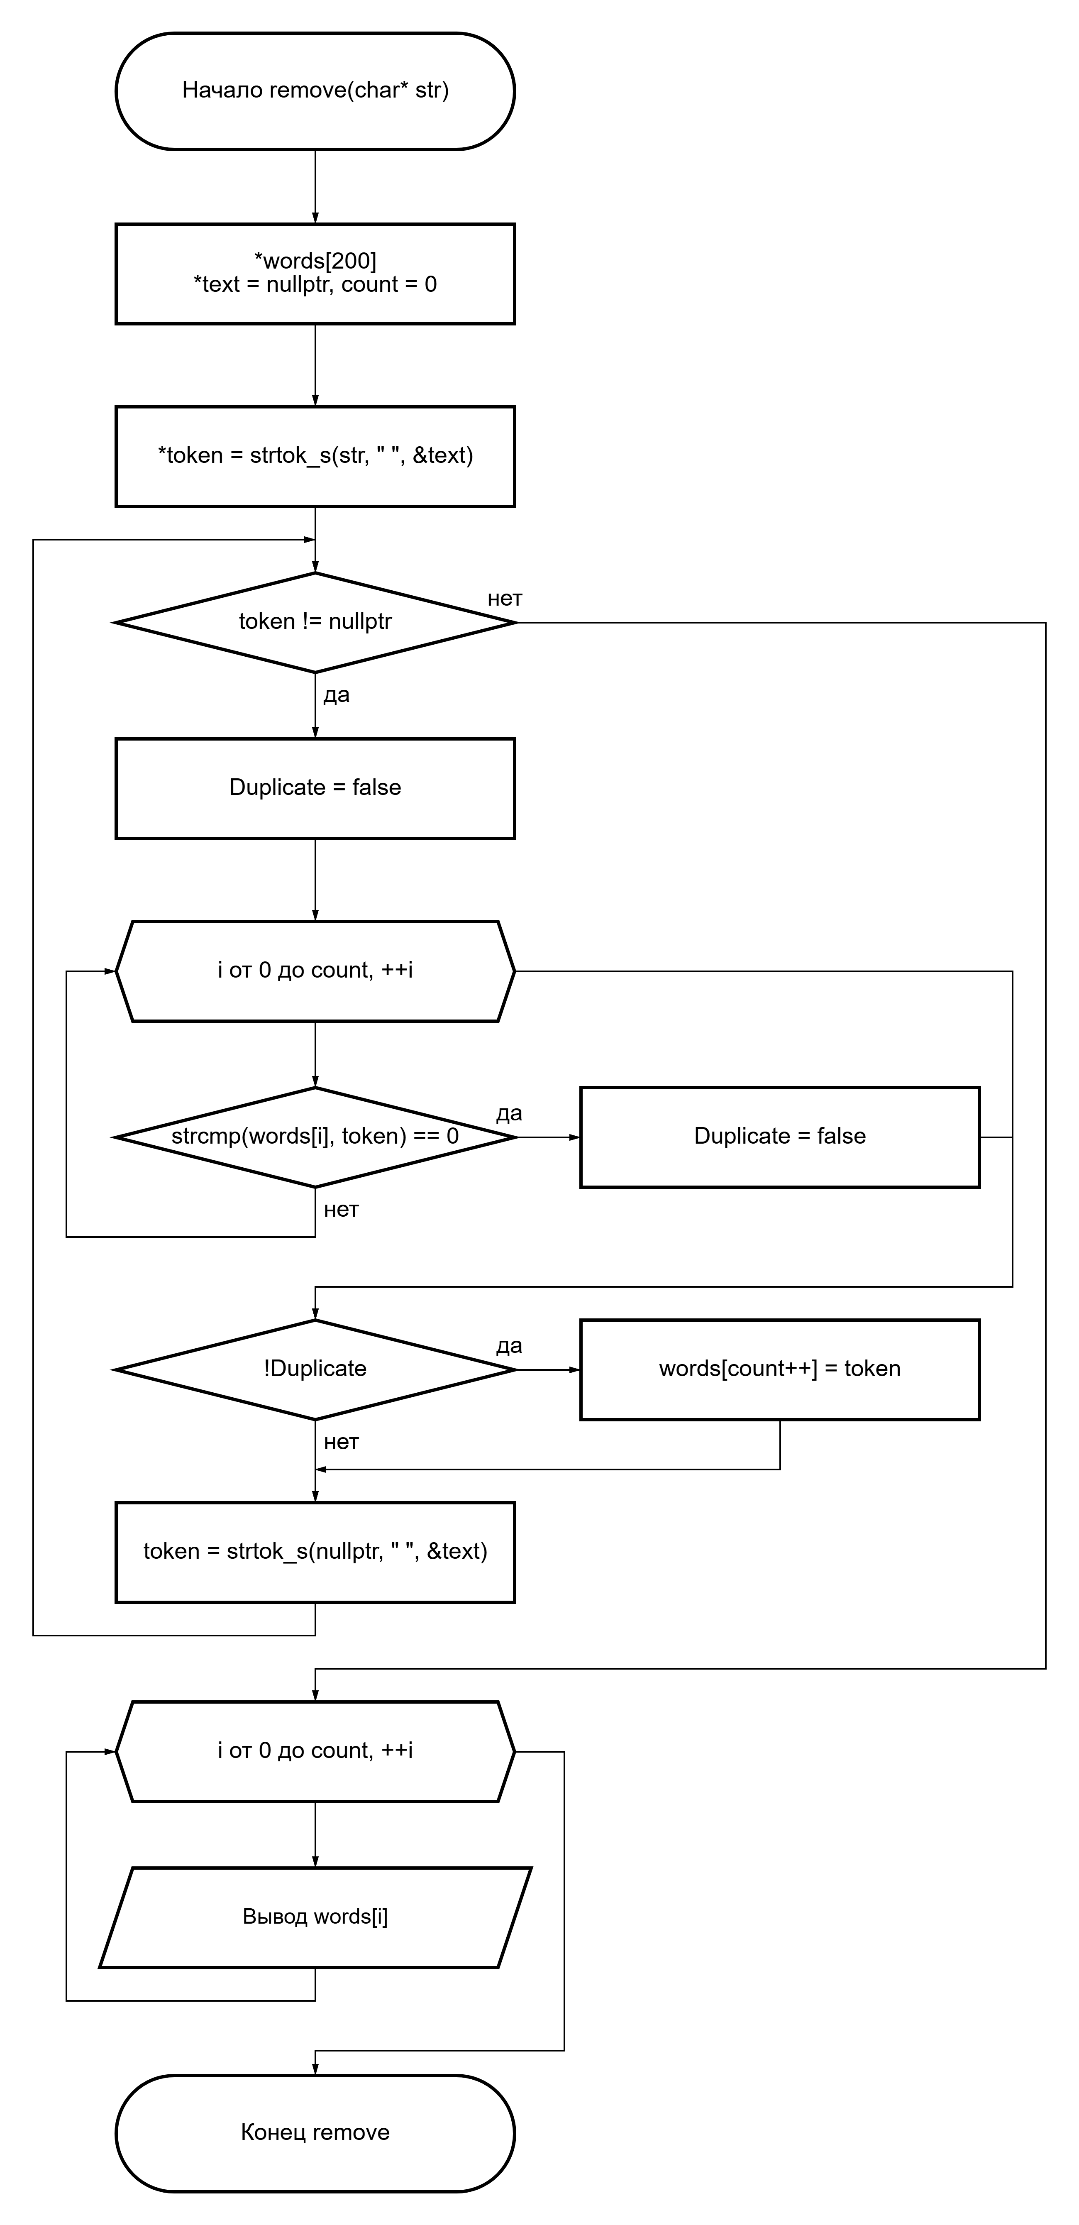 Начало remove(char* str)
*words[200]
*text = nullptr, count = 0
*token = strtok_s(str, " ", &text)
token != nullptr
нет
да
Duplicate = false
i от 0 до count, ++i
strcmp(words[i], token) == 0
да
Duplicate = false
нет
!Duplicate
да
words[count++] = token
нет
token = strtok_s(nullptr, " ", &text)
i от 0 до count, ++i
Вывод words[i]
Конец remove